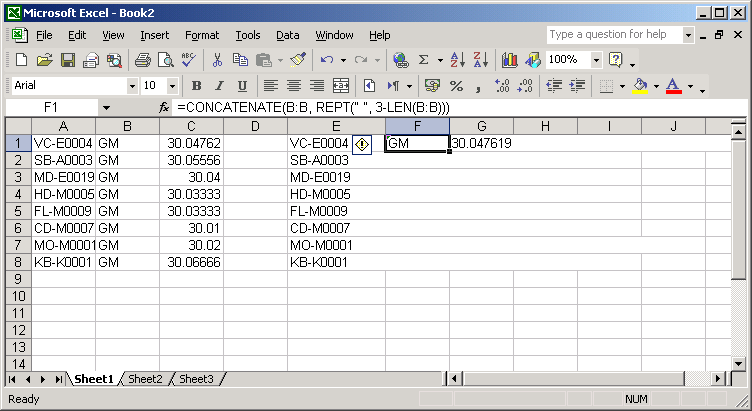 Microsoft Excel - Book2
File Edit View Insert Format Tools Data Window Help Type a question for help
Σ 100%
Arial 10 B I U $ % , .00
F1 fx =CONCATENATE(B:B, REPT(" ", 3-LEN(B:B)))
A B C D E F G H I J
1 VC-E0004 GM 30.04762 VC-E0004 GM 30.047619
2 SB-A0003 GM 30.05556 SB-A0003
3 MD-E0019 GM 30.04 MD-E0019
4 HD-M0005 GM 30.03333 HD-M0005
5 FL-M0009 GM 30.03333 FL-M0009
6 CD-M0007 GM 30.01 CD-M0007
7 MO-M0001 GM 30.02 MO-M0001
8 KB-K0001 GM 30.06666 KB-K0001
9
10
11
12
13
14
Sheet1 Sheet2 Sheet3
Ready NUM